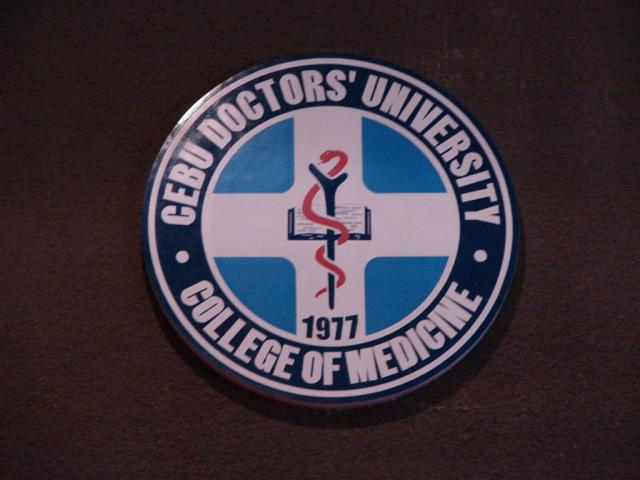 CEBU DOCTORS' UNIVERSITY
1977
COLLEGE OF MEDICINE